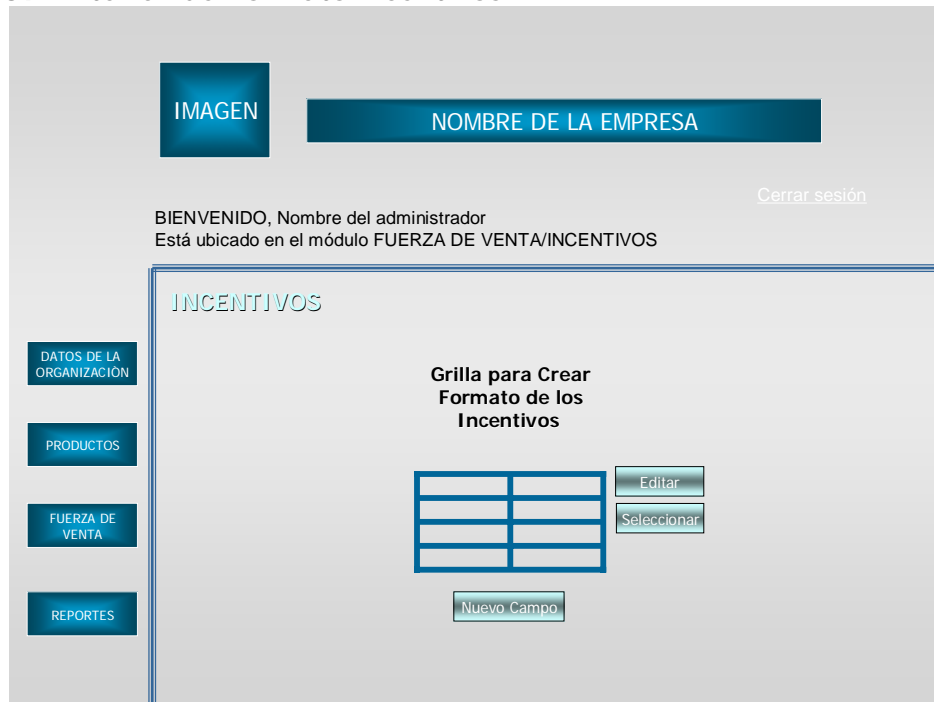 IMAGEN
NOMBRE DE LA EMPRESA
Cerrar sesión
BIENVENIDO, Nombre del administrador
Está ubicado en el módulo FUERZA DE VENTA/INCENTIVOS
INCENTIVOS
DATOS DE LA
ORGANIZACIÒN
PRODUCTOS
FUERZA DE
VENTA
REPORTES
Grilla para Crear
Formato de los
Incentivos
Editar
Seleccionar
Nuevo Campo